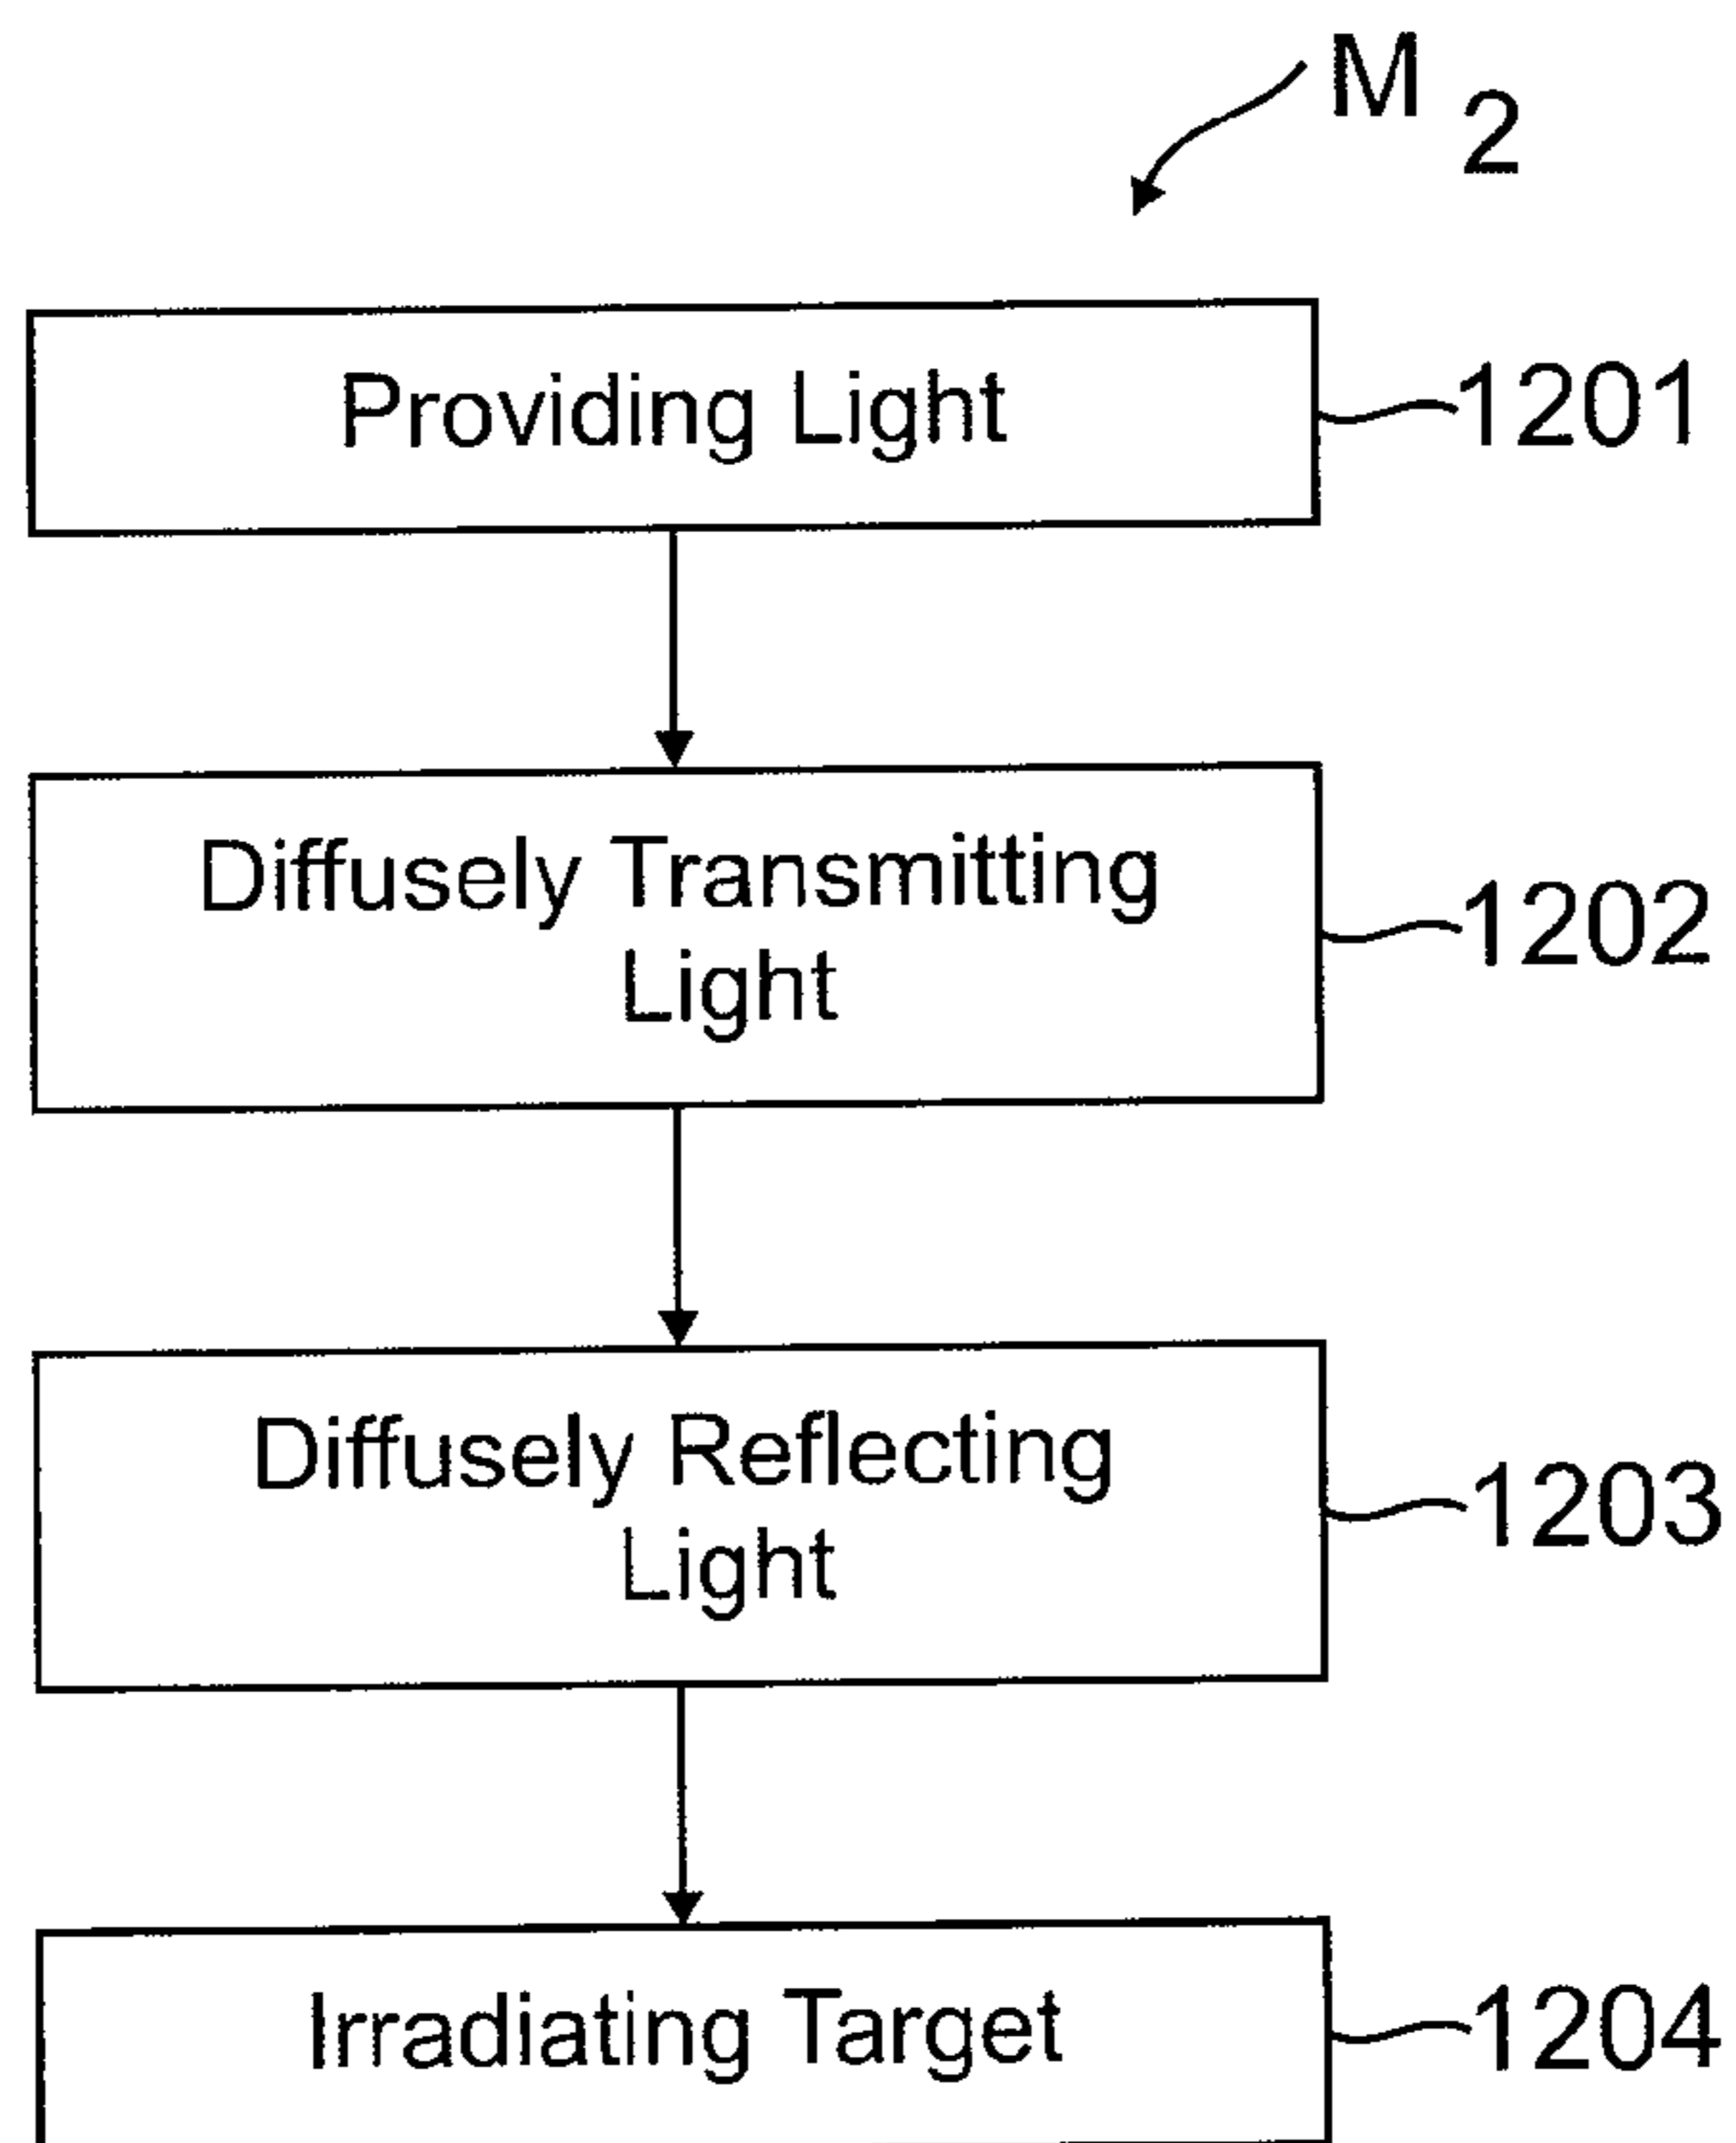 M 2
Providing Light
1201
Diffusely Transmitting
Light
1202
Diffusely Reflecting
Light
1203
Irradiating Target
1204